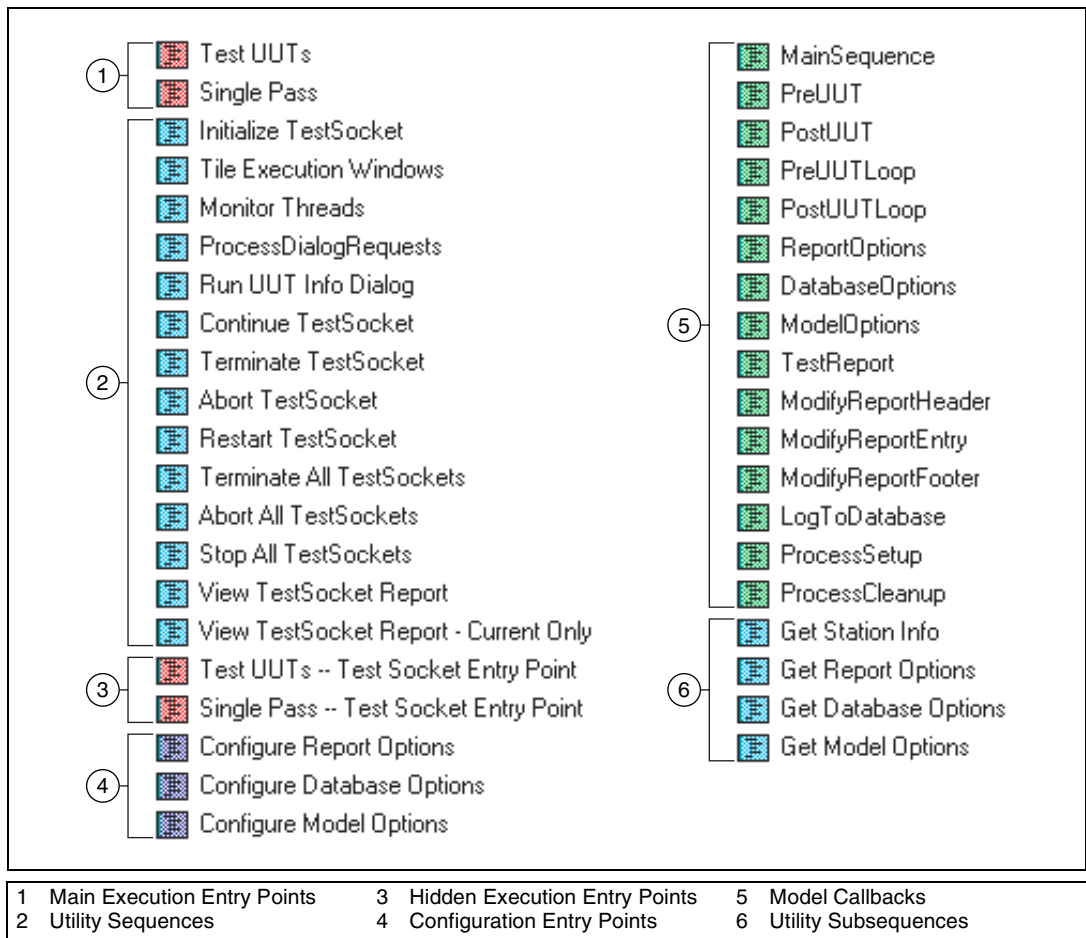 1
Test UUTs
Single Pass
2
Initialize TestSocket
Tile Execution Windows
Monitor Threads
ProcessDialogRequests
Run UUT Info Dialog
Continue TestSocket
Terminate TestSocket
Abort TestSocket
Restart TestSocket
Terminate All TestSockets
Abort All TestSockets
Stop All TestSockets
View TestSocket Report
View TestSocket Report - Current Only
3
Test UUTs -- Test Socket Entry Point
Single Pass -- Test Socket Entry Point
4
Configure Report Options
Configure Database Options
Configure Model Options
5
MainSequence
PreUUT
PostUUT
PreUUTLoop
PostUUTLoop
ReportOptions
DatabaseOptions
ModelOptions
TestReport
ModifyReportHeader
ModifyReportEntry
ModifyReportFooter
LogToDatabase
ProcessSetup
ProcessCleanup
6
Get Station Info
Get Report Options
Get Database Options
Get Model Options
1 Main Execution Entry Points 3 Hidden Execution Entry Points 5 Model Callbacks
2 Utility Sequences 4 Configuration Entry Points 6 Utility Subsequences